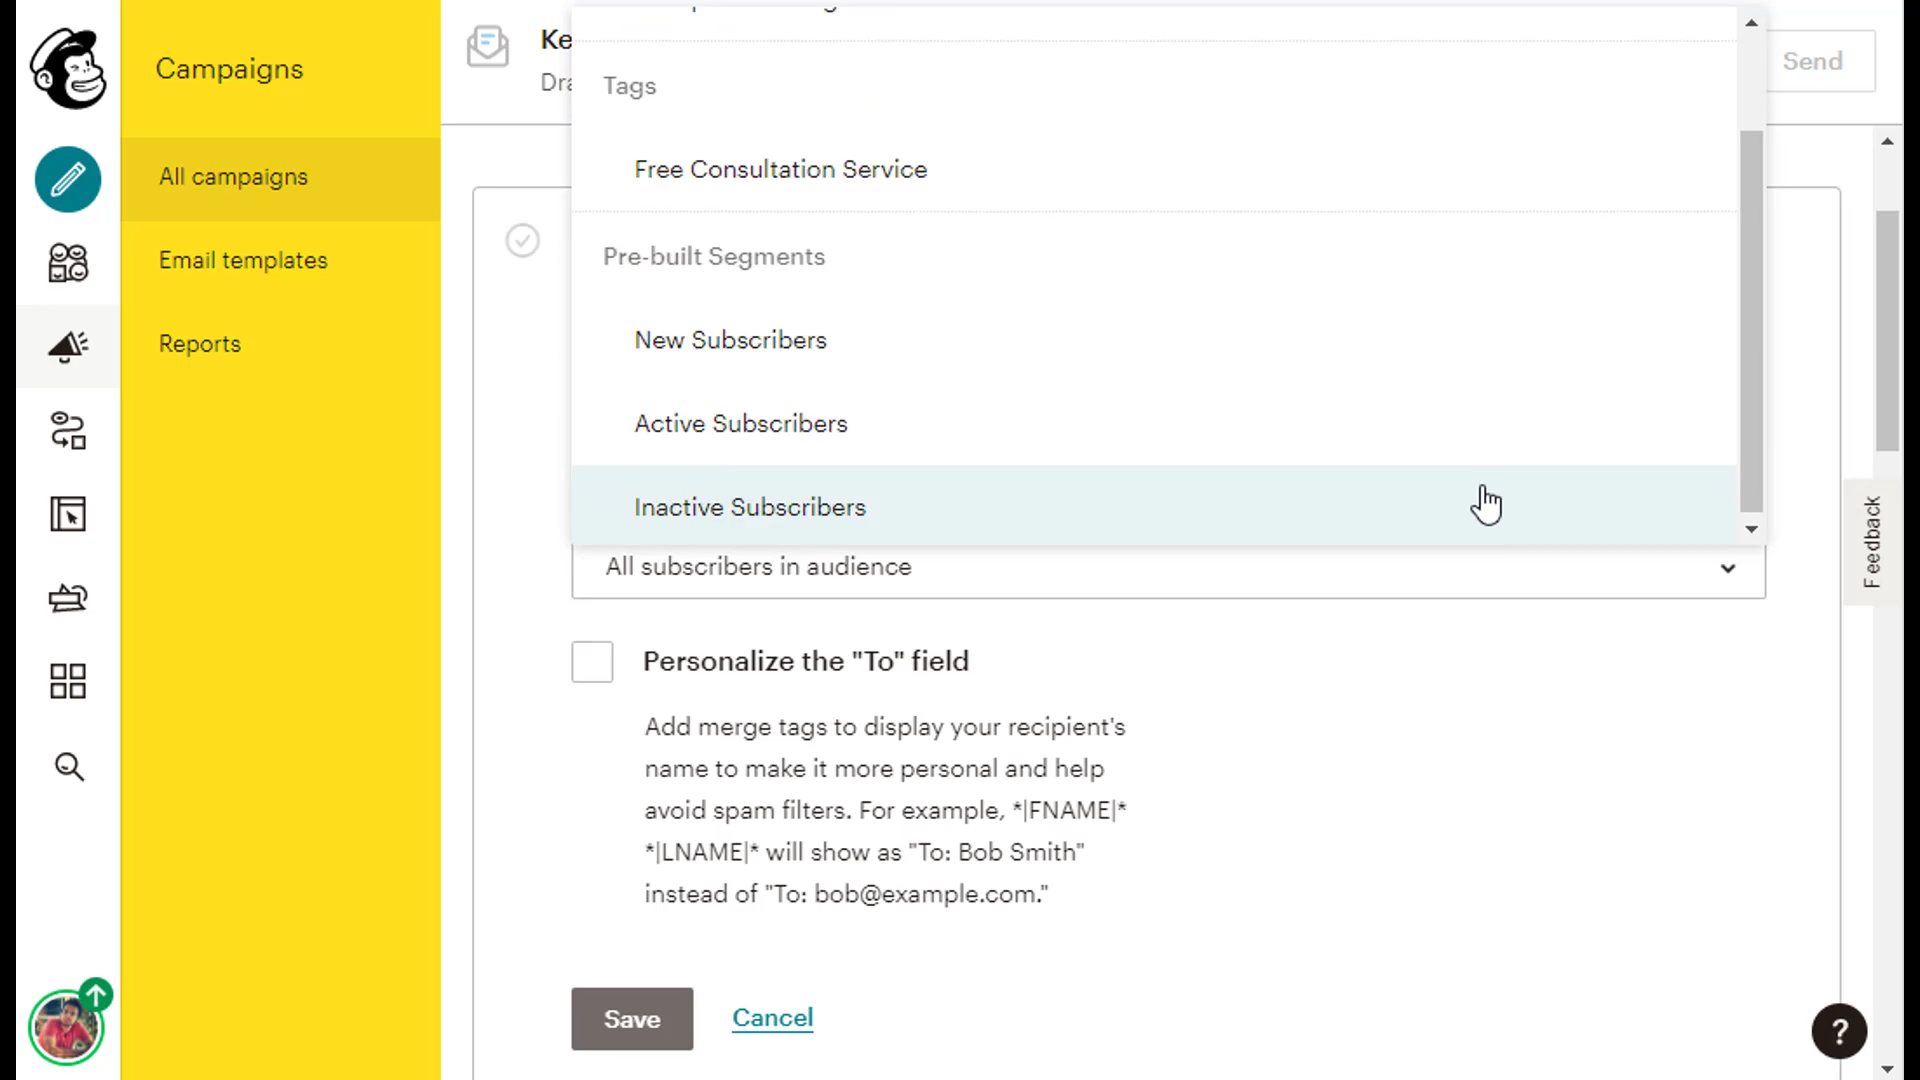 Campaigns
All campaigns
Email templates
Reports
Ke
Dra
Send
Tags
Free Consultation Service
Pre-built Segments
New Subscribers
Active Subscribers
Inactive Subscribers
All subscribers in audience
Personalize the "To" field
Add merge tags to display your recipient's
name to make it more personal and help
avoid spam filters. For example, *|FNAME|*
*|LNAME|* will show as "To: Bob Smith"
instead of "To: bob@example.com."
Save
Cancel
Feedback
?